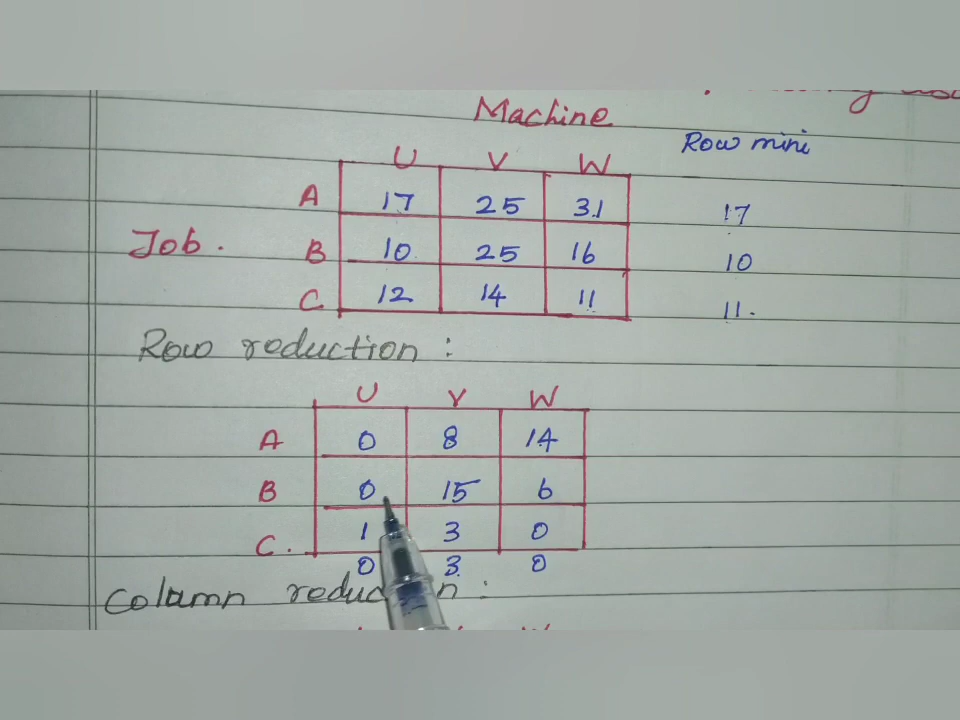 Machine
Row mini
U V W
A 17 25 31 17
Job. B 10 25 16 10
C 12 14 11 11.
Row reduction :
U V W
A 0 8 14
B 0 15 6
C. 1 3 0
0 3 0